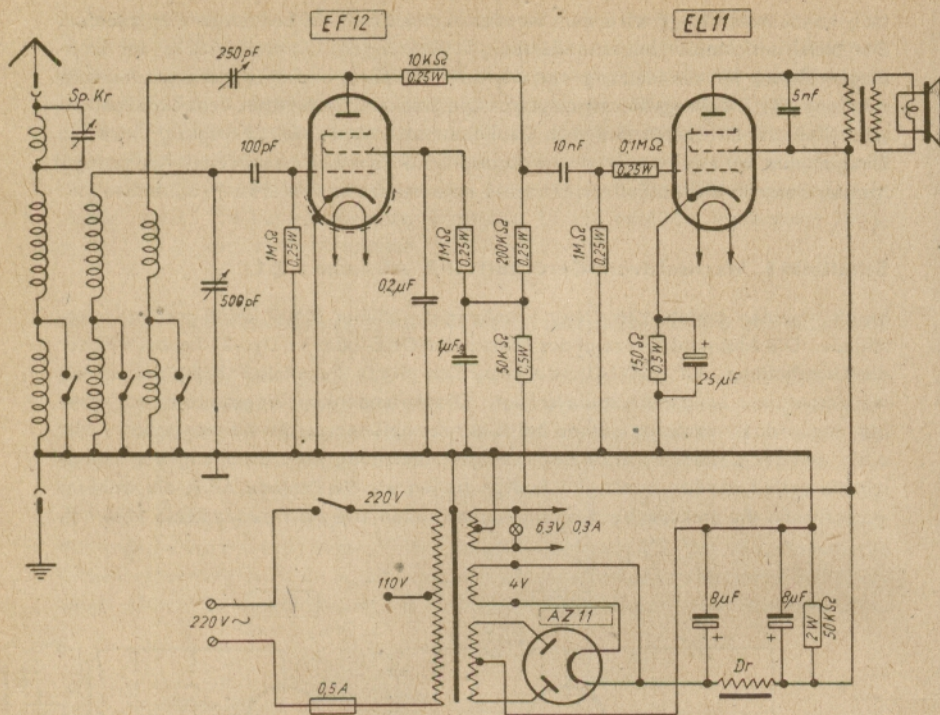 EF 12
EL 11
250 pF
10KΩ
0,25W
Sp. Kr
5nF
100pF
10nF
0,1MΩ
0,25W
1MΩ
0,25W
1MΩ
0,25W
200KΩ
0,25W
1MΩ
0,25W
500pF
0,2µF
1µF
50KΩ
0,5W
150Ω
0,5W
+
25µF
220V
6,3V 0,3A
110V
4V
220V~
AZ 11
8µF
+
8µF
+
2W
50KΩ
0,5A
Dr